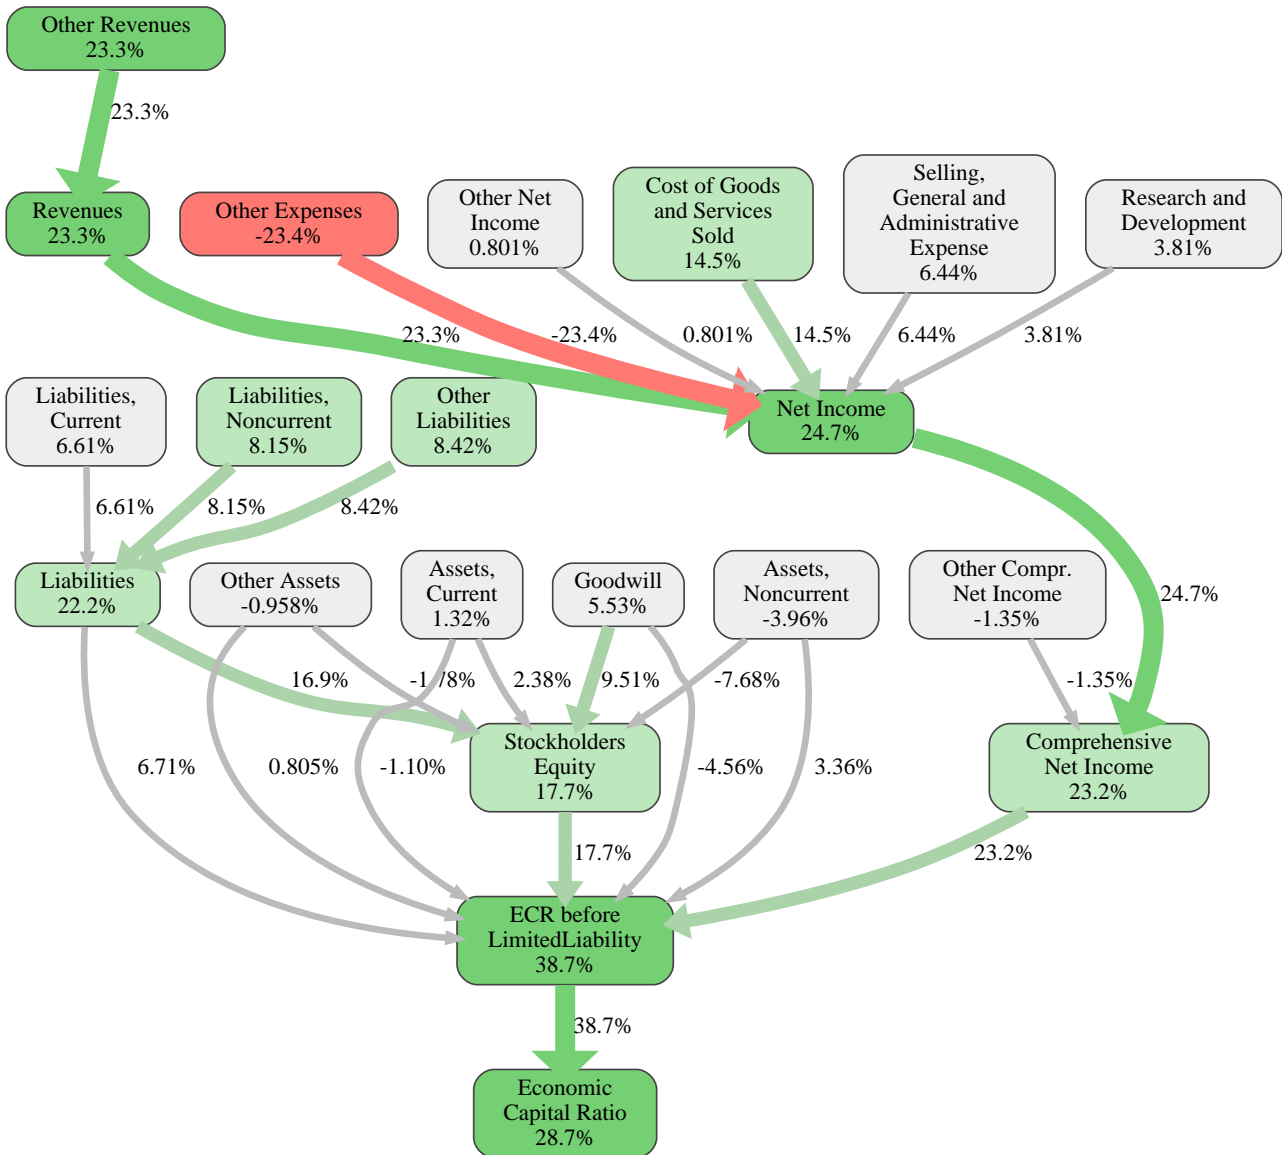 Other Revenues
23.3%
23.3%
Revenues
23.3%
Other Expenses
-23.4%
Other Net
Income
0.801%
Cost of Goods
and Services
Sold
14.5%
Selling,
General and
Administrative
Expense
6.44%
Research and
Development
3.81%
23.3%
-23.4%
0.801%
14.5%
6.44%
3.81%
Liabilities,
Current
6.61%
Liabilities,
Noncurrent
8.15%
Other
Liabilities
8.42%
Net Income
24.7%
6.61%
8.15%
8.42%
Liabilities
22.2%
Other Assets
-0.958%
Assets,
Current
1.32%
Goodwill
5.53%
Assets,
Noncurrent
-3.96%
Other Compr.
Net Income
-1.35%
24.7%
16.9%
-1.78%
2.38%
9.51%
-7.68%
-1.35%
Stockholders
Equity
17.7%
Comprehensive
Net Income
23.2%
6.71%
0.805%
-1.10%
-4.56%
3.36%
17.7%
23.2%
ECR before
LimitedLiability
38.7%
38.7%
Economic
Capital Ratio
28.7%